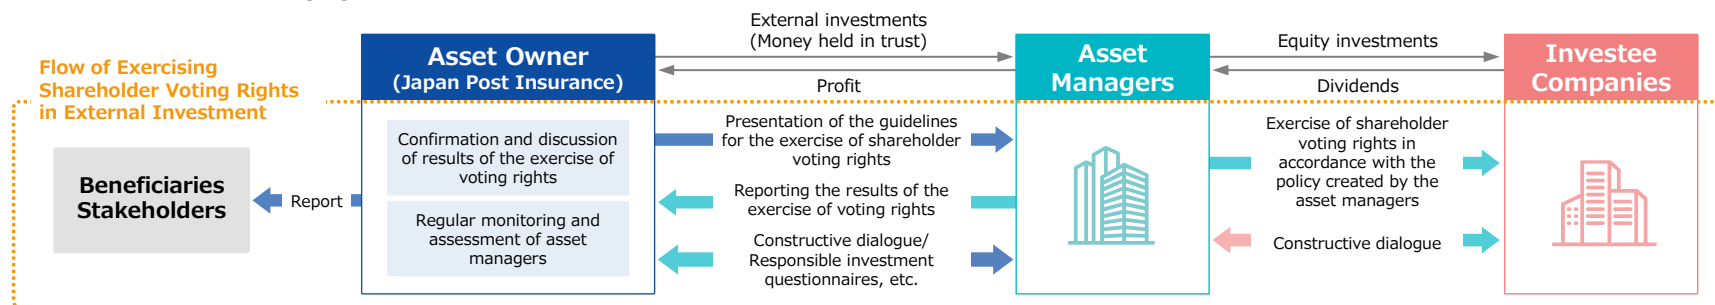 Flow of Exercising
Shareholder Voting Rights
in External Investment
Beneficiaries
Stakeholders
Report
Asset Owner
(Japan Post Insurance)
Confirmation and discussion
of results of the exercise of
voting rights
Regular monitoring and
assessment of asset
managers
External investments
(Money held in trust)
Profit
Presentation of the guidelines
for the exercise of shareholder
voting rights
Reporting the results of the
exercise of voting rights
Constructive dialogue/
Responsible investment
questionnaires, etc.
Asset
Managers
Equity investments
Dividends
Exercise of shareholder
voting rights in
accordance with the
policy created by the
asset managers
Constructive dialogue
Investee
Companies